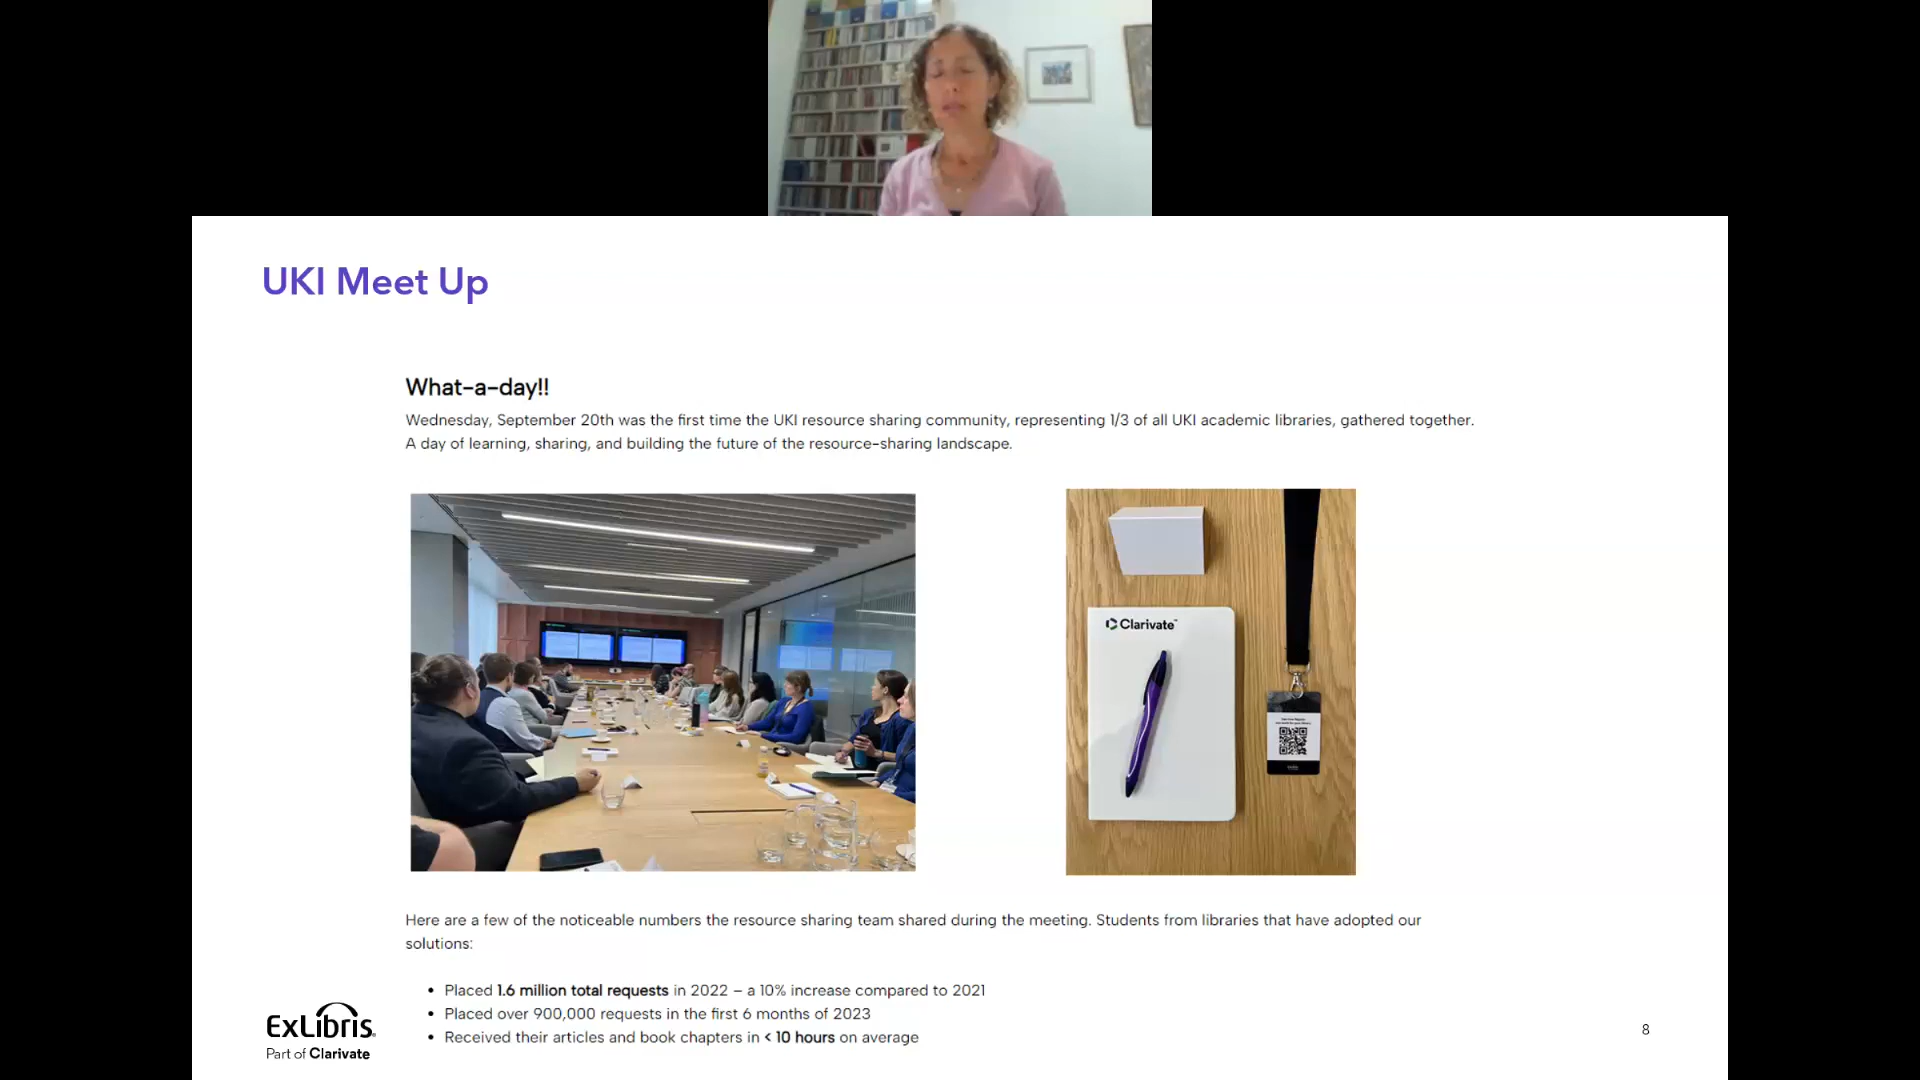 UKI Meet Up
What-a-day!!
Wednesday, September 20th was the first time the UKI resource sharing community, representing 1/3 of all UKI academic libraries, gathered together.
A day of learning, sharing, and building the future of the resource-sharing landscape.
Clarivate™
Here are a few of the noticeable numbers the resource sharing team shared during the meeting. Students from libraries that have adopted our
solutions:
• Placed 1.6 million total requests in 2022 – a 10% increase compared to 2021
• Placed over 900,000 requests in the first 6 months of 2023
• Received their articles and book chapters in < 10 hours on average
ExLibris
Part of Clarivate
8